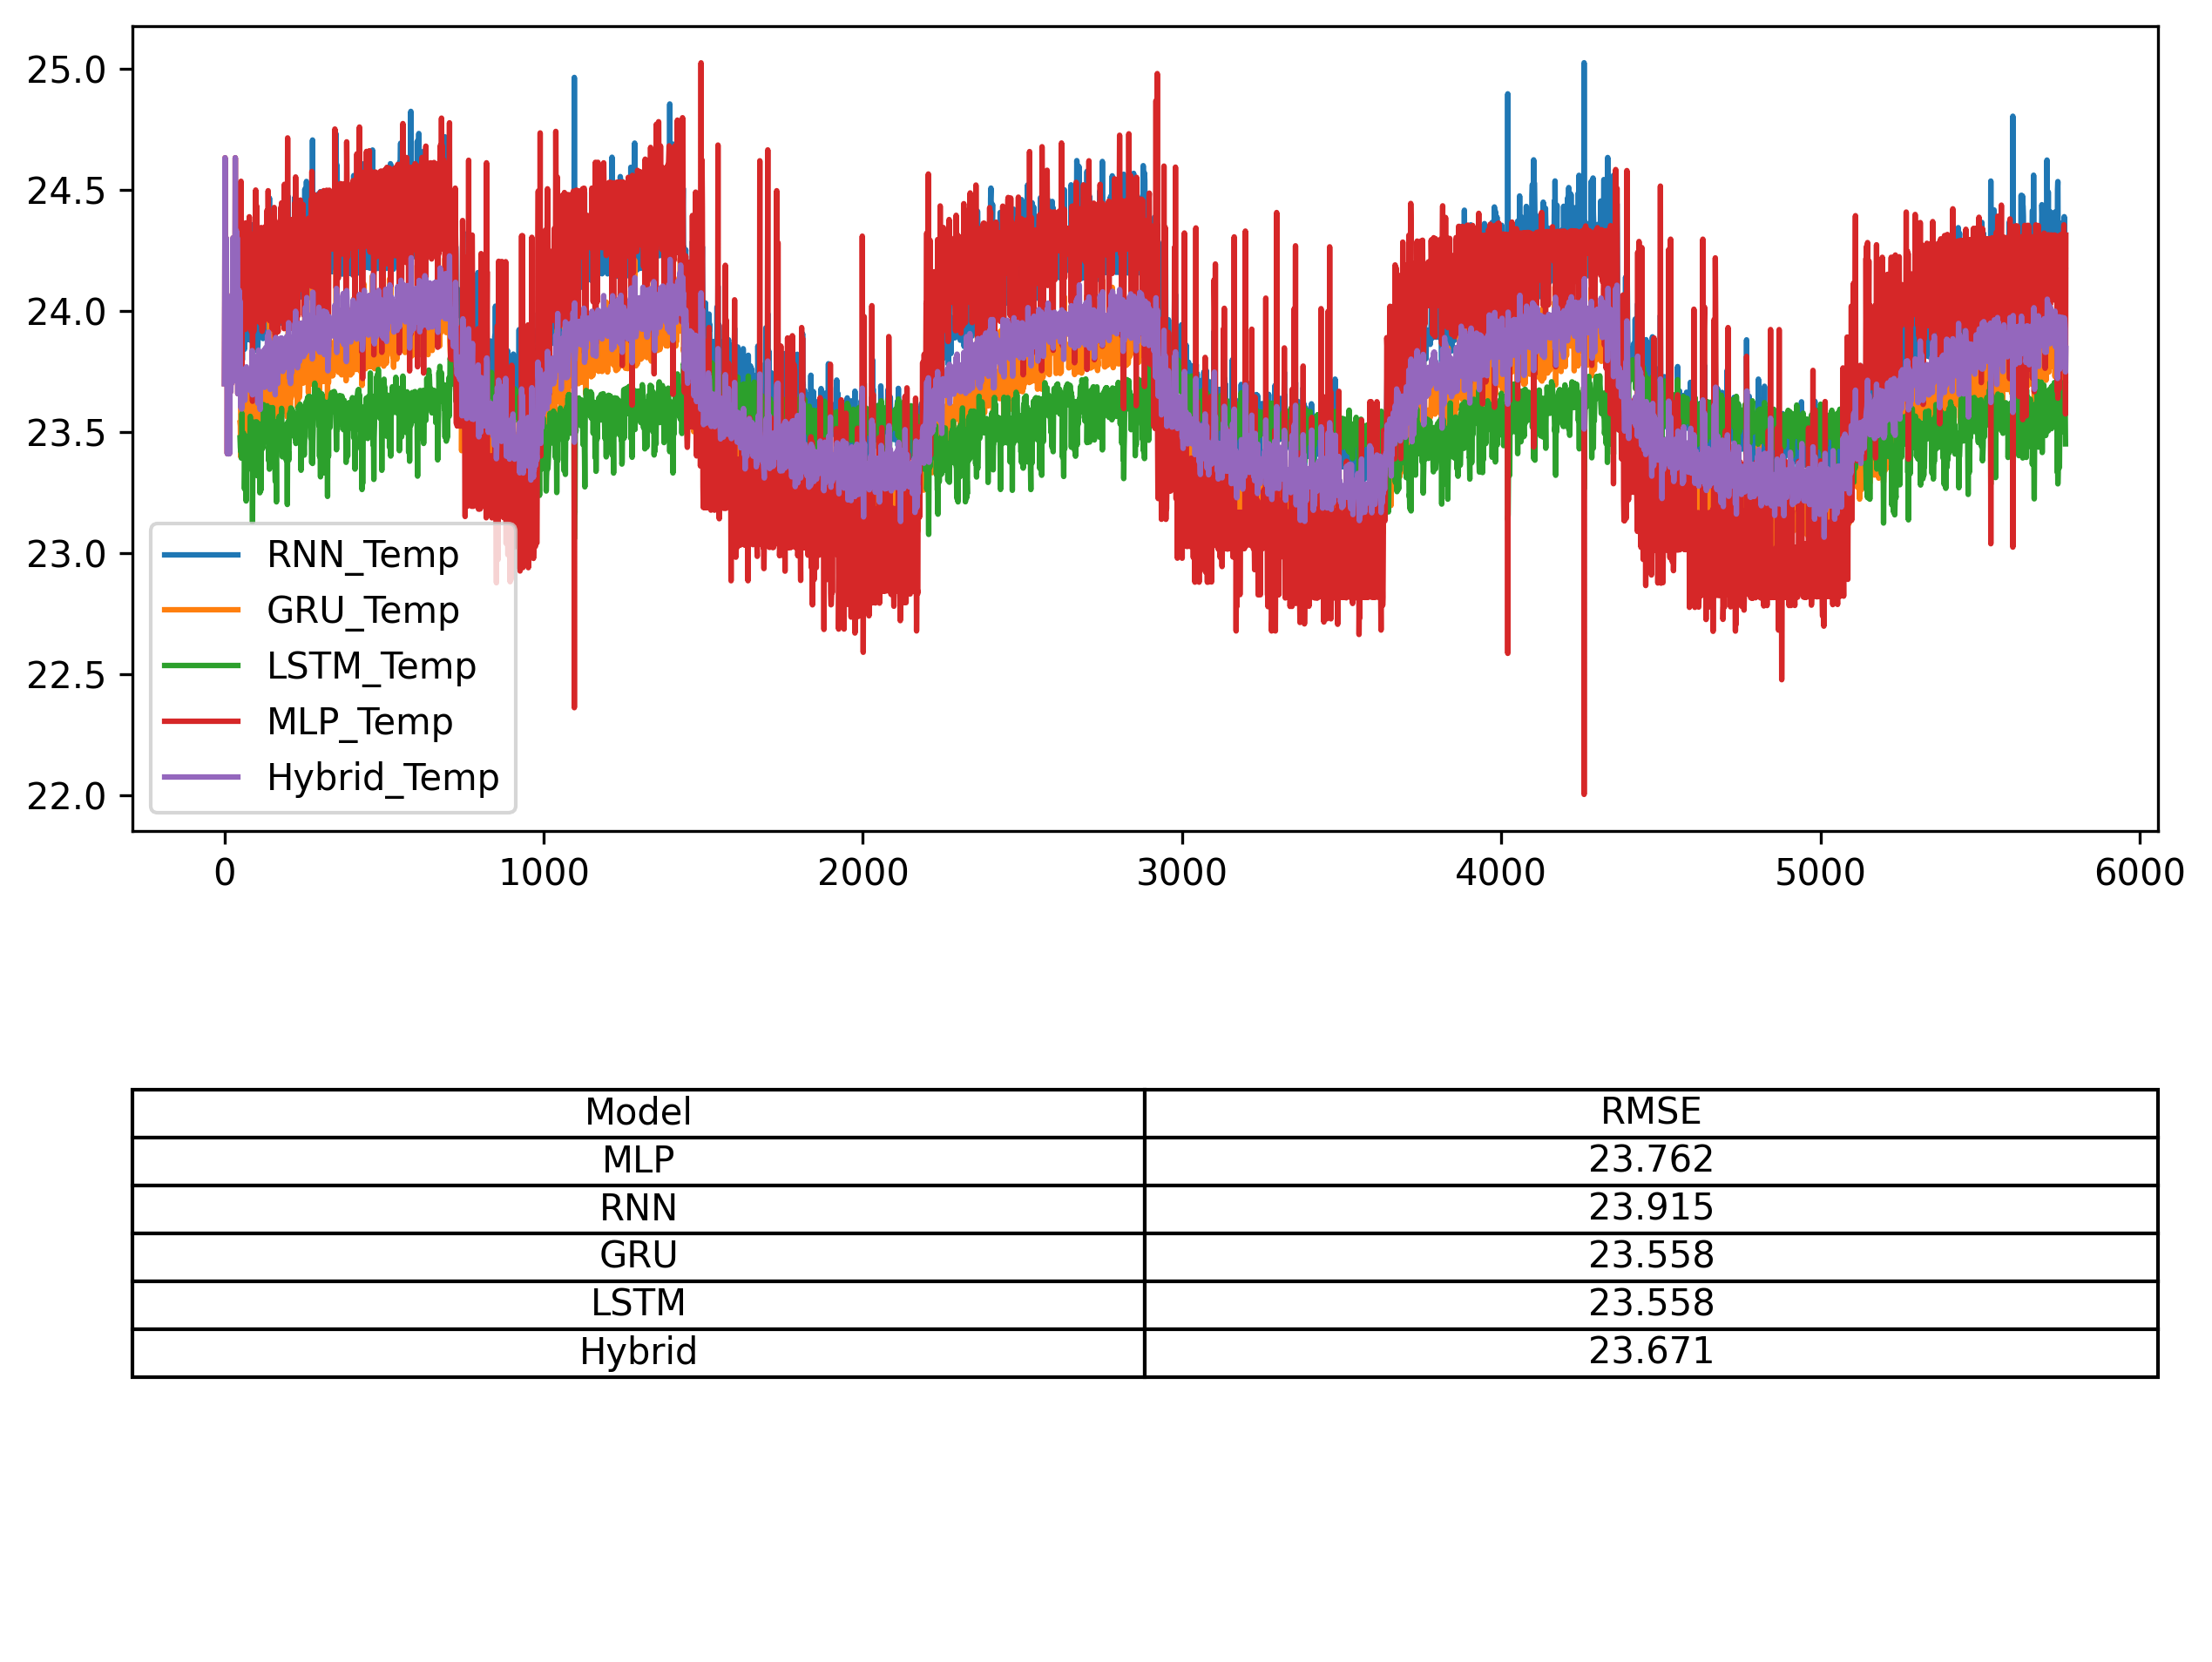 25.0
24.5
24.0
23.5
23.0
22.5
22.0
RNN_Temp
GRU_Temp
LSTM_Temp
MLP_Temp
Hybrid_Temp
0 1000 2000 3000 4000 5000 6000
Model RMSE
MLP 23.762
RNN 23.915
GRU 23.558
LSTM 23.558
Hybrid 23.671